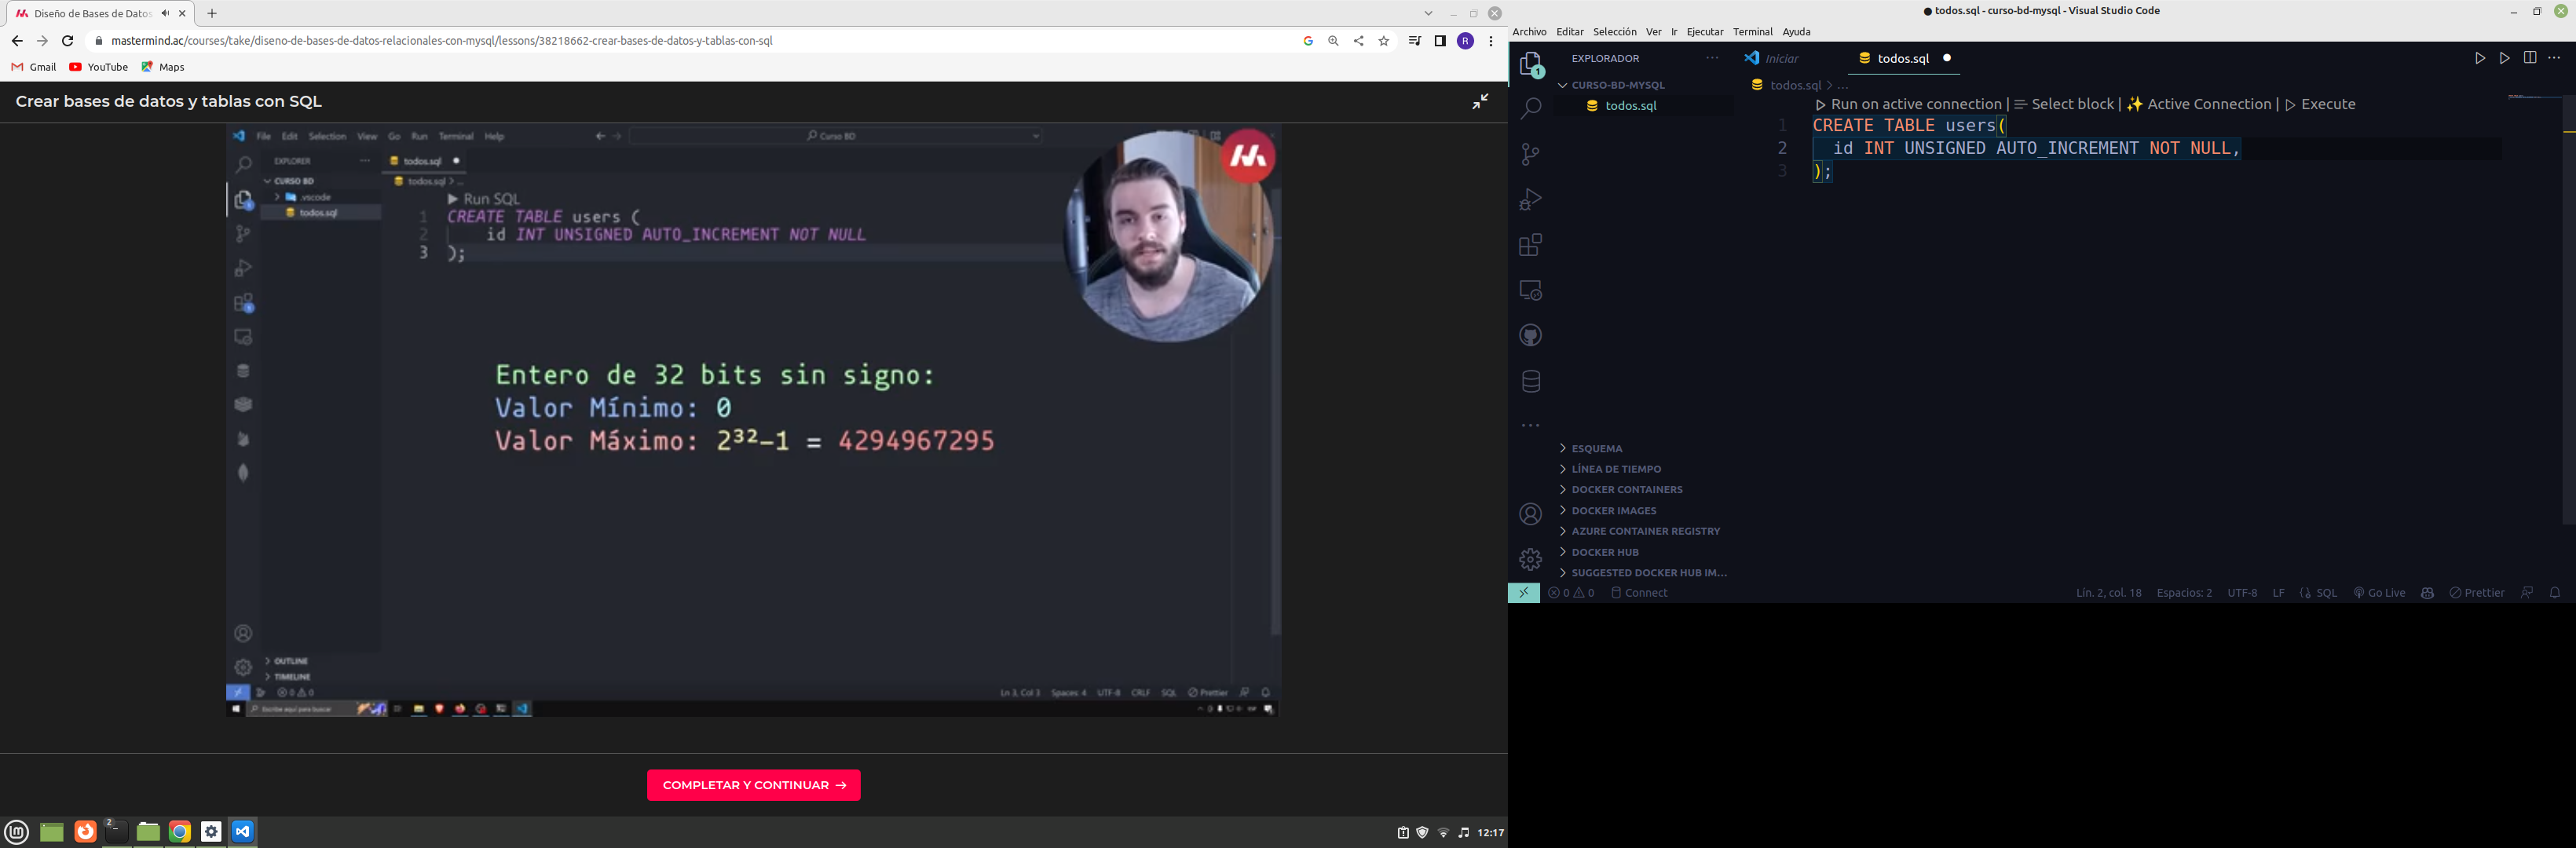 Diseño de Bases de Datos
mastermind.ac/courses/take/diseno-de-bases-de-datos-relacionales-con-mysql/lessons/38218662-crear-bases-de-datos-y-tablas-con-sql
R
Gmail YouTube Maps
Crear bases de datos y tablas con SQL
File Edit Selection View Go Run Terminal Help
Curso BD
EXPLORER
todos.sql
CURSO BD
todos.sql > ...
.vscode
todos.sql
Run SQL
1 CREATE TABLE users (
2 id INT UNSIGNED AUTO_INCREMENT NOT NULL
3 );
Entero de 32 bits sin signo:
Valor Mínimo: 0
Valor Máximo: 2³²-1 = 4294967295
OUTLINE
TIMELINE
0 0
Ln 3, Col 3 Spaces: 4 UTF-8 CRLF SQL Prettier
Escribe aquí para buscar
COMPLETAR Y CONTINUAR →
2
12:17
● todos.sql - curso-bd-mysql - Visual Studio Code
Archivo Editar Selección Ver Ir Ejecutar Terminal Ayuda
1
EXPLORADOR
CURSO-BD-MYSQL
todos.sql
Iniciar
todos.sql
todos.sql > ...
Run on active connection | Select block | Active Connection | Execute
1 CREATE TABLE users(
2 id INT UNSIGNED AUTO_INCREMENT NOT NULL,
3 );
ESQUEMA
LÍNEA DE TIEMPO
DOCKER CONTAINERS
DOCKER IMAGES
AZURE CONTAINER REGISTRY
DOCKER HUB
SUGGESTED DOCKER HUB IM...
0 0 Connect
Lín. 2, col. 18 Espacios: 2 UTF-8 LF SQL Go Live Prettier